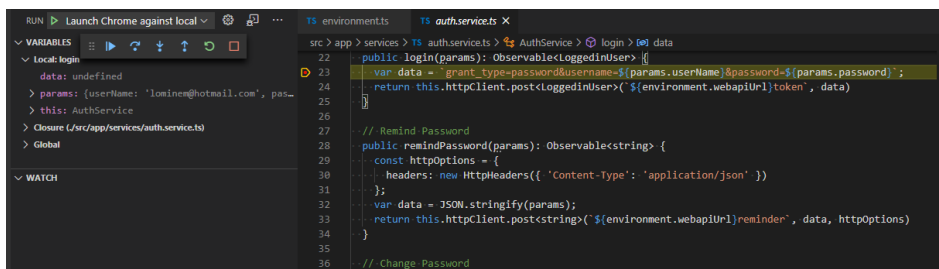 RUN Launch Chrome against local
TS environment.ts TS auth.service.ts
src > app > services > TS auth.service.ts > AuthService > login > data
VARIABLES
Local: login
data: undefined
> params: {userName: 'lominem@hotmail.com', pas…
> this: AuthService
> Closure (./src/app/services/auth.service.ts)
> Global
WATCH
22 public login(params): Observable<LoggedinUser> {
23 var data = `grant_type=password&username=${params.userName}&password=${params.password}`;
24 return this.httpClient.post<LoggedinUser>(`${environment.webapiUrl}token`, data)
25 }
26
27 // Remind Password
28 public remindPassword(params): Observable<string> {
29 const httpOptions = {
30 headers: new HttpHeaders({ 'Content-Type': 'application/json' })
31 };
32 var data = JSON.stringify(params);
33 return this.httpClient.post<string>(`${environment.webapiUrl}reminder`, data, httpOptions)
34 }
35
36 // Change Password